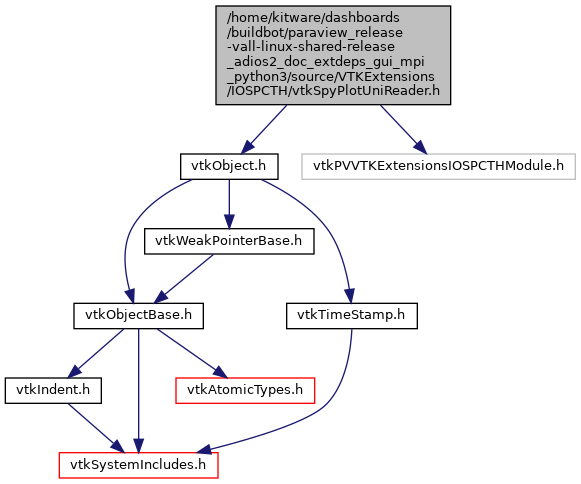 /home/kitware/dashboards
/buildbot/paraview_release
-vall-linux-shared-release
_adios2_doc_extdeps_gui_mpi
_python3/source/VTKExtensions
/IOSPCTH/vtkSpyPlotUniReader.h
vtkObject.h
vtkPVVTKExtensionsIOSPCTHModule.h
vtkWeakPointerBase.h
vtkObjectBase.h
vtkTimeStamp.h
vtkIndent.h
vtkAtomicTypes.h
vtkSystemIncludes.h